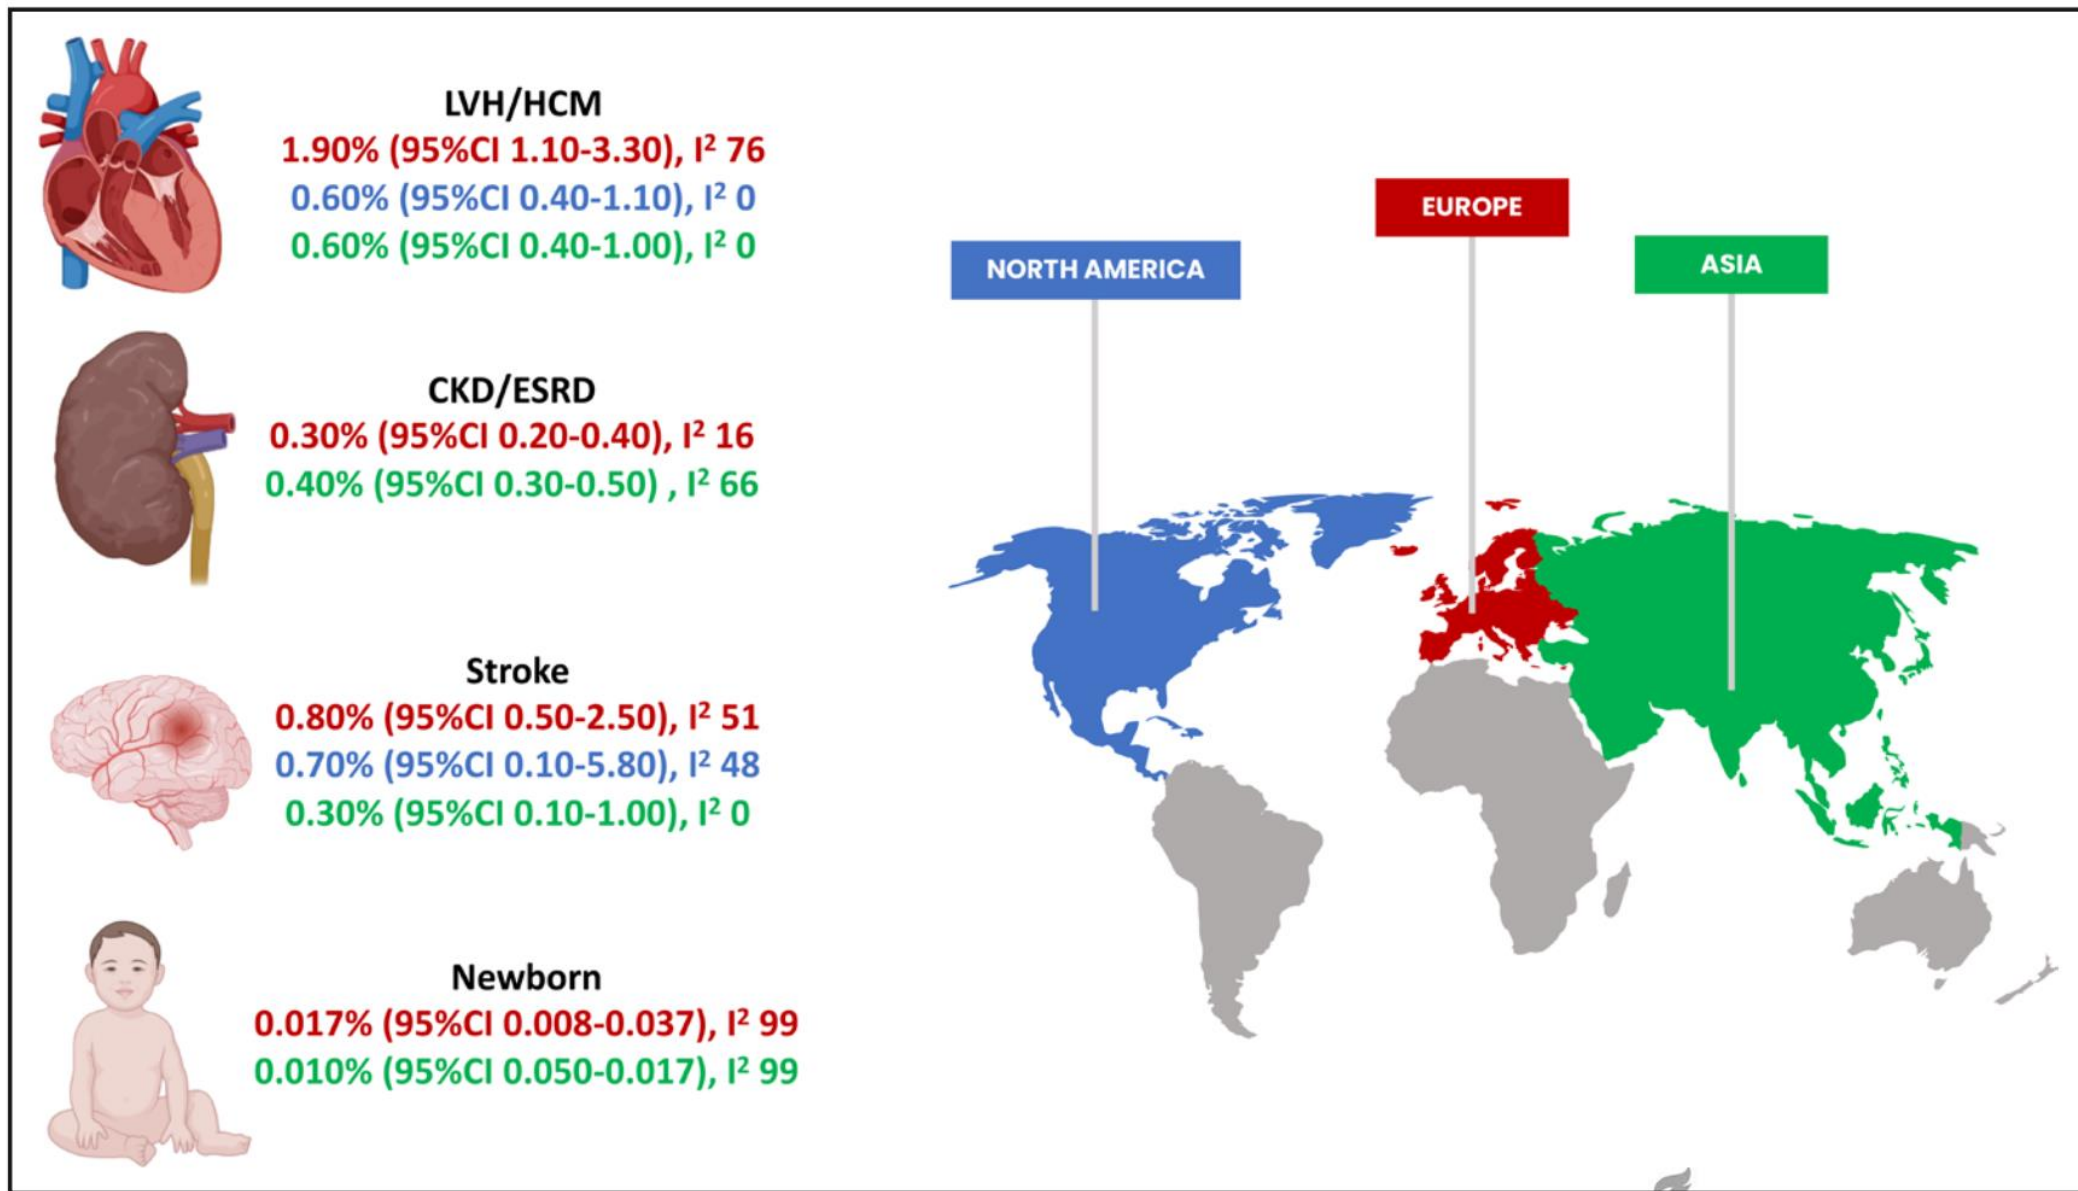 LVH/HCM
1.90% (95%CI 1.10-3.30), I² 76
0.60% (95%CI 0.40-1.10), I² 0
0.60% (95%CI 0.40-1.00), I² 0
CKD/ESRD
0.30% (95%CI 0.20-0.40), I² 16
0.40% (95%CI 0.30-0.50) , I² 66
Stroke
0.80% (95%CI 0.50-2.50), I² 51
0.70% (95%CI 0.10-5.80), I² 48
0.30% (95%CI 0.10-1.00), I² 0
Newborn
0.017% (95%CI 0.008-0.037), I² 99
0.010% (95%CI 0.050-0.017), I² 99
NORTH AMERICA
EUROPE
ASIA